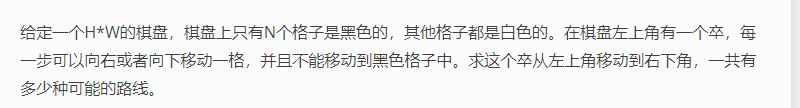 给定一个H*W的棋盘，棋盘上只有N个格子是黑色的，其他格子都是白色的。在棋盘左上角有一个卒，每
一步可以向右或者向下移动一格，并且不能移动到黑色格子中。求这个卒从左上角移动到右下角，一共有
多少种可能的路线。